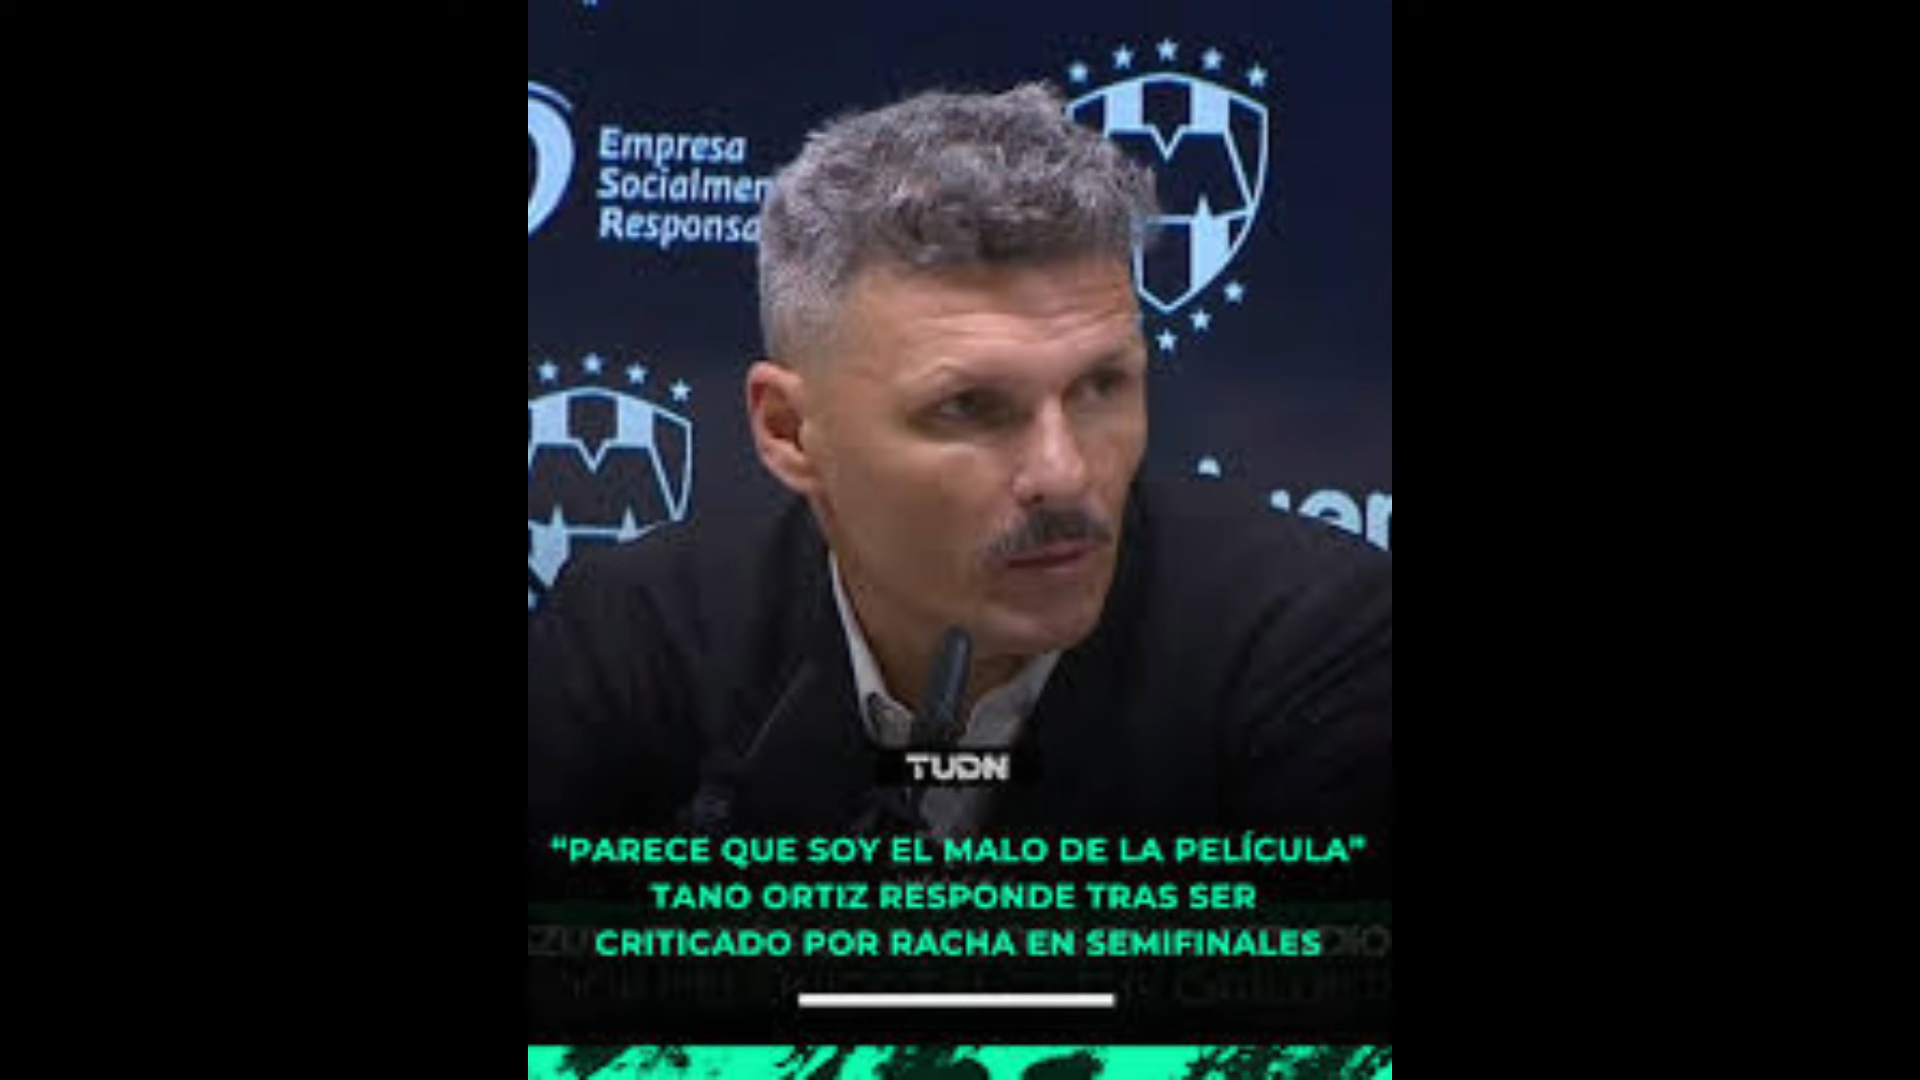 Empresa
Socialmen
Responsa
TUDN
“PARECE QUE SOY EL MALO DE LA PELÍCULA”
TANO ORTIZ RESPONDE TRAS SER
CRITICADO POR RACHA EN SEMIFINALES